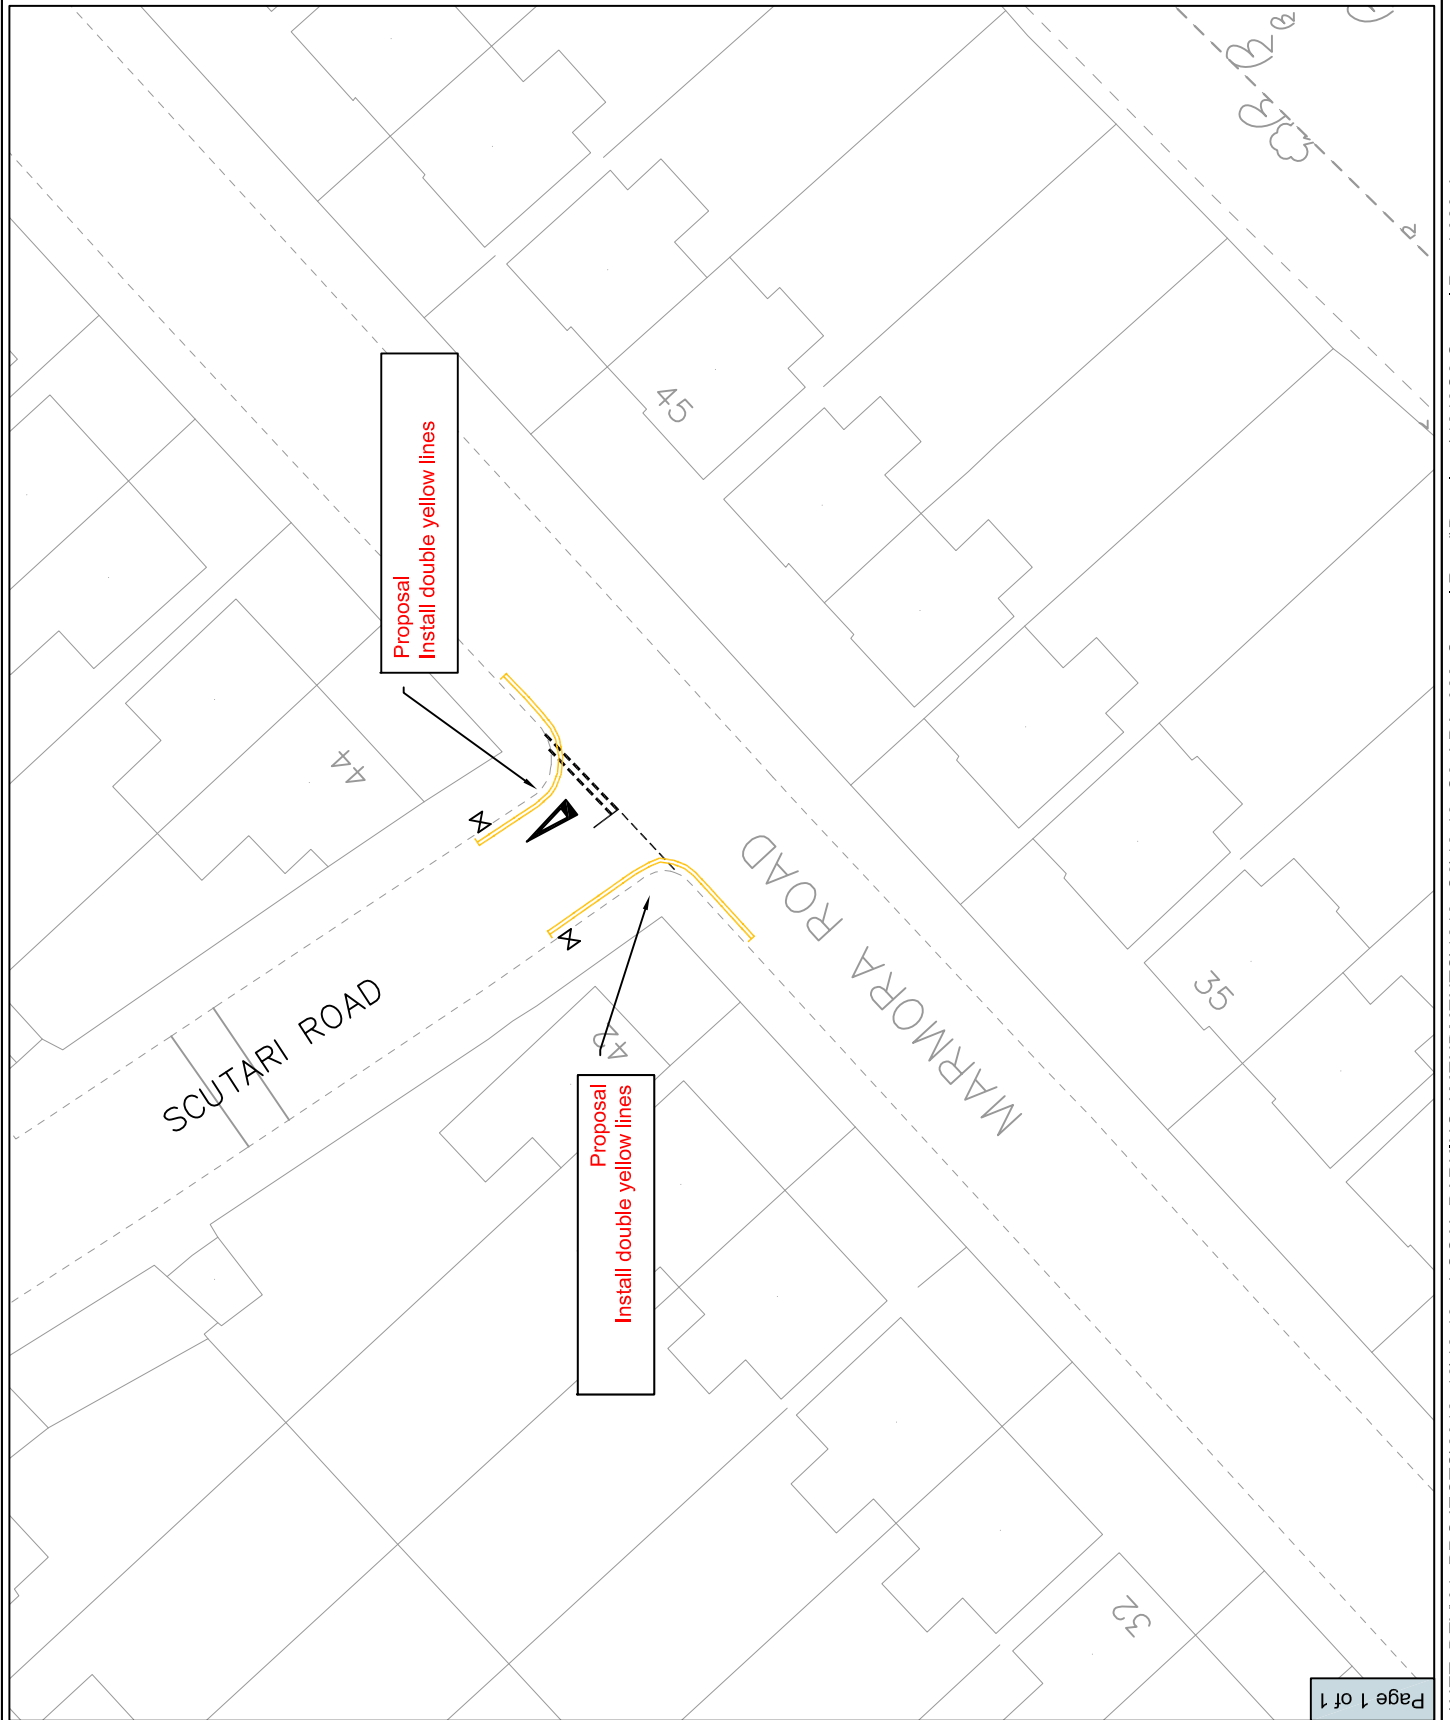 Proposal
Install double yellow lines
45
44
SCUTARI ROAD
MARMORA ROAD
42
Proposal
Install double yellow lines
35
32
Page 1 of 1